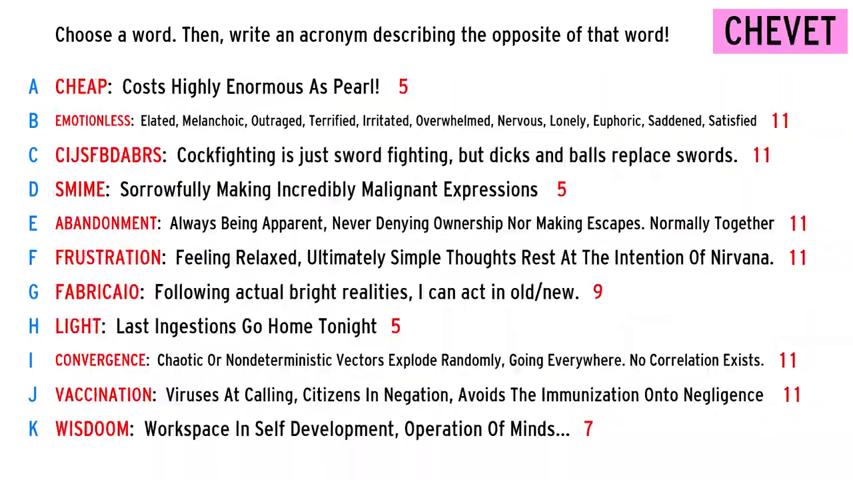 Choose a word. Then, write an acronym describing the opposite of that word!
CHEVET
A CHEAP: Costs Highly Enormous As Pearl! 5
B EMOTIONLESS: Elated, Melanchoic, Outraged, Terrified, Irritated, Overwhelmed, Nervous, Lonely, Euphoric, Saddened, Satisfied 11
C CIJSFBDABRS: Cockfighting is just sword fighting, but dicks and balls replace swords. 11
D SMIME: Sorrowfully Making Incredibly Malignant Expressions 5
E ABANDONMENT: Always Being Apparent, Never Denying Ownership Nor Making Escapes. Normally Together 11
F FRUSTRATION: Feeling Relaxed, Ultimately Simple Thoughts Rest At The Intention Of Nirvana. 11
G FABRICAIO: Following actual bright realities, I can act in old/new. 9
H LIGHT: Last Ingestions Go Home Tonight 5
I CONVERGENCE: Chaotic Or Nondeterministic Vectors Explode Randomly, Going Everywhere. No Correlation Exists. 11
J VACCINATION: Viruses At Calling, Citizens In Negation, Avoids The Immunization Onto Negligence 11
K WISDOOM: Workspace In Self Development, Operation Of Minds... 7